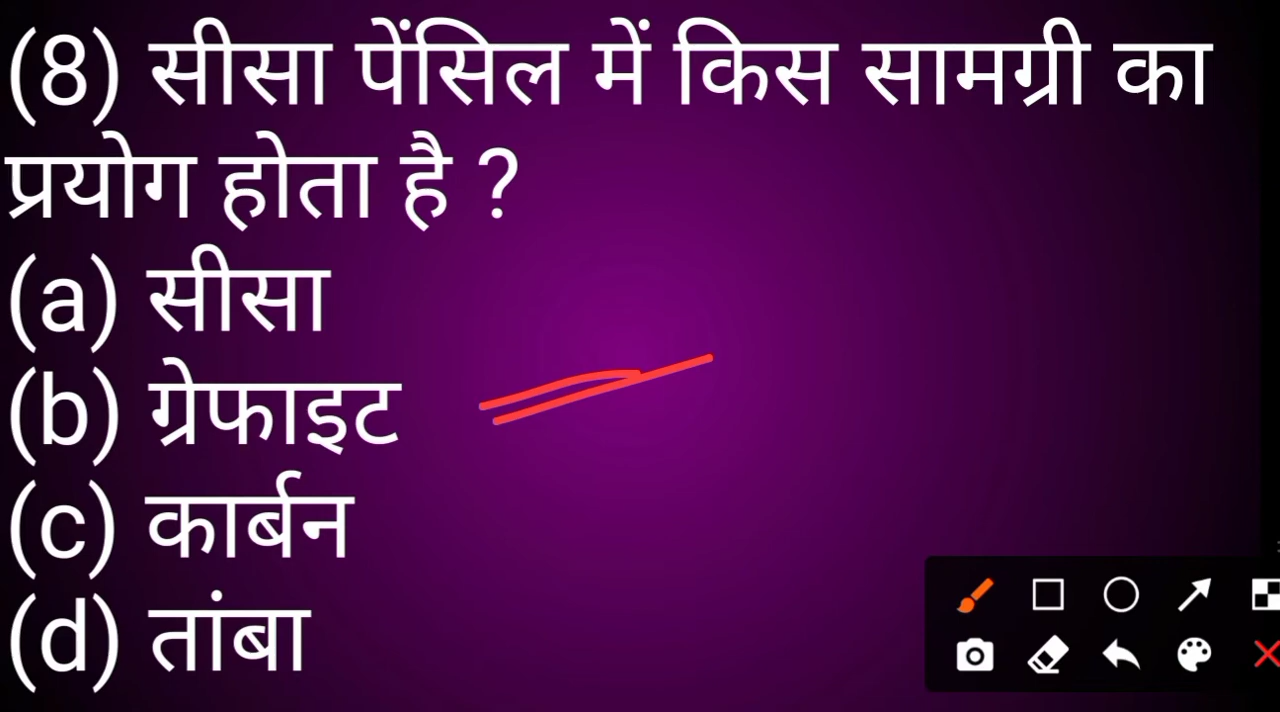 (8) सीसा पेंसिल में किस सामग्री का
प्रयोग होता है ?
(a) सीसा
(b) ग्रेफाइट
(c) कार्बन
(d) तांबा